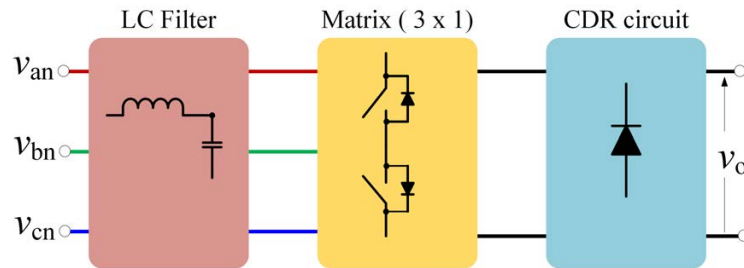 LC Filter
Matrix ( 3 x 1)
CDR circuit
van
vbn
vcn
vo